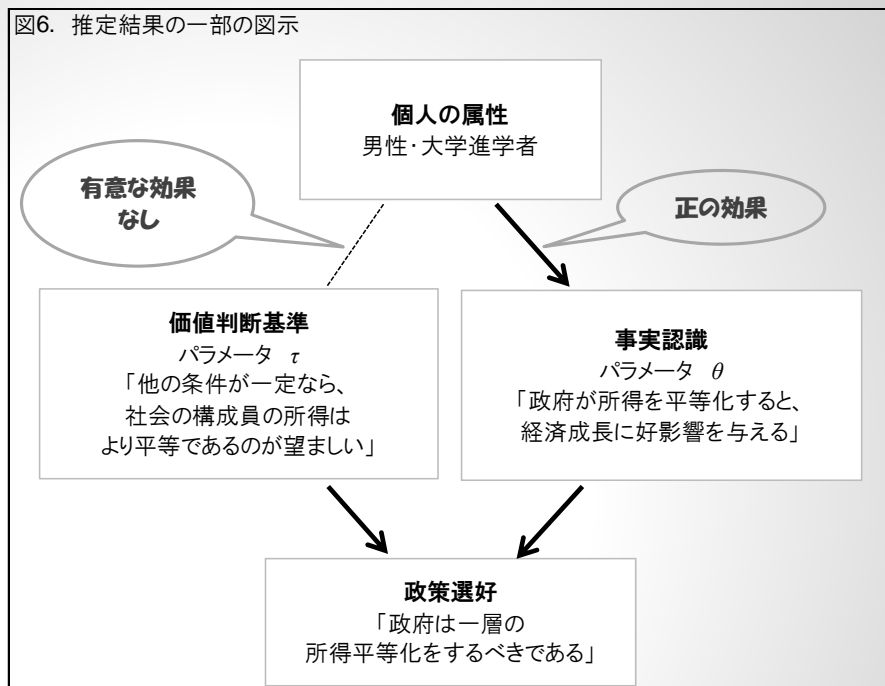 図6. 推定結果の一部の図示
個人の属性
男性・大学進学者
有意な効果
なし
正の効果
価値判断基準
パラメータ τ
「他の条件が一定なら、
社会の構成員の所得は
より平等であるのが望ましい」
事実認識
パラメータ θ
「政府が所得を平等化すると、
経済成長に好影響を与える」
政策選好
「政府は一層の
所得平等化をするべきである」